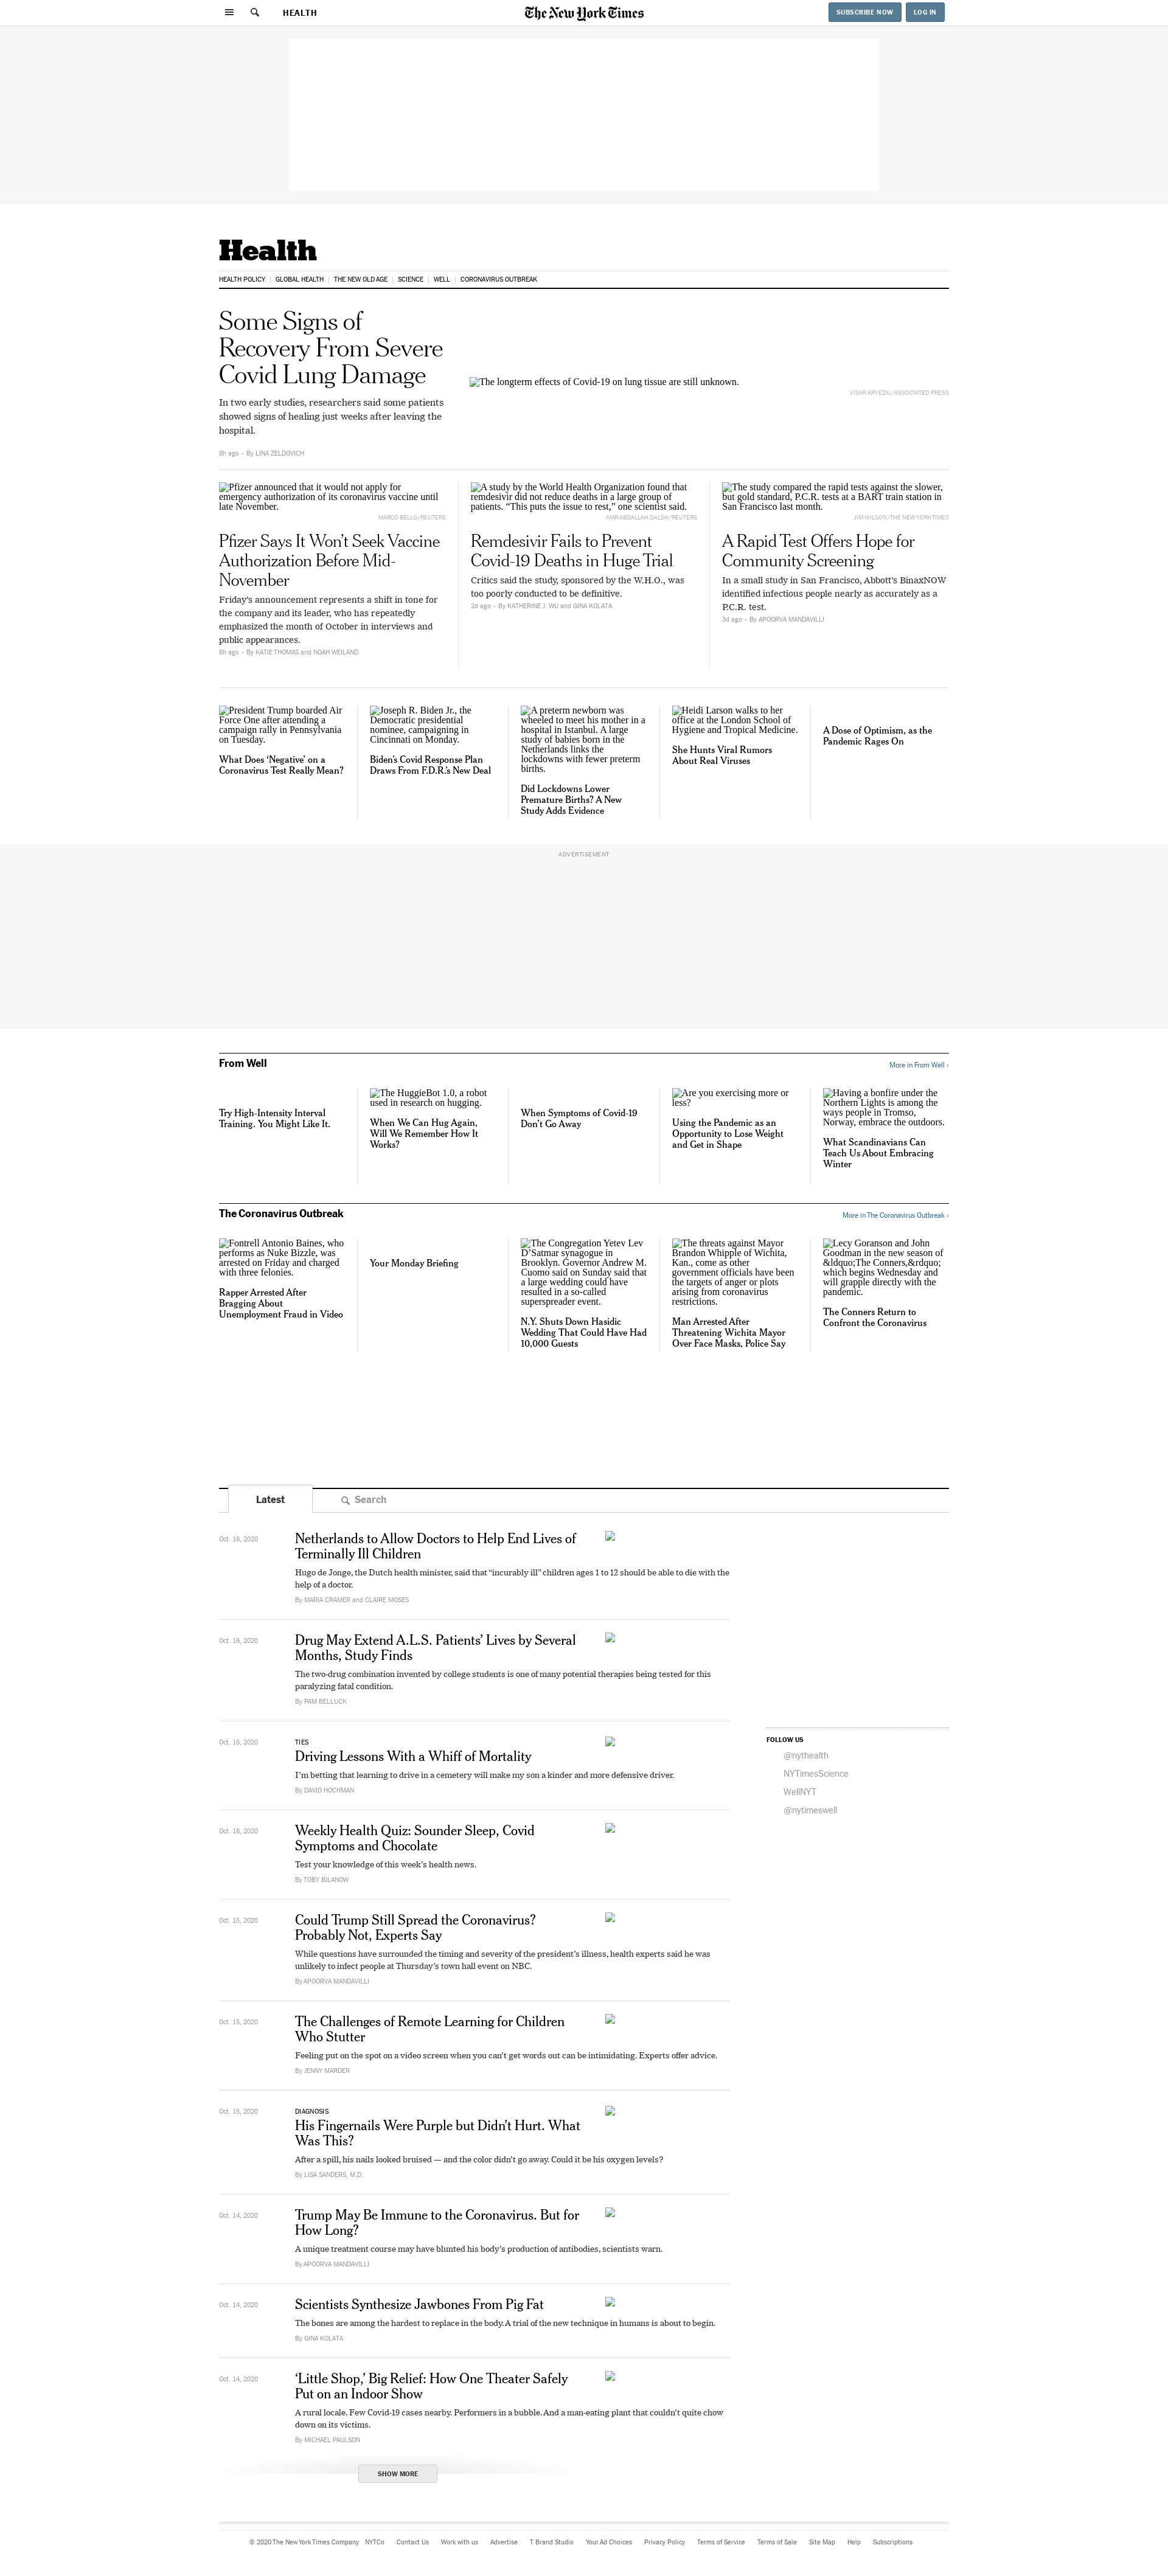 HEALTH
The New York Times
SUBSCRIBE NOW
LOG IN
Health
HEALTH POLICY
GLOBAL HEALTH
THE NEW OLD AGE
SCIENCE
WELL
CORONAVIRUS OUTBREAK
Some Signs of
Recovery From Severe
Covid Lung Damage
In two early studies, researchers said some patients
showed signs of healing just weeks after leaving the
hospital.
8h ago • By LINA ZELDOVICH
The longterm effects of Covid-19 on lung tissue are still unknown.
VISAR KRYEZIU/ASSOCIATED PRESS
Pfizer announced that it would not apply for
emergency authorization of its coronavirus vaccine until
late November.
MARCO BELLO/REUTERS
Pfizer Says It Won’t Seek Vaccine
Authorization Before Mid-
November
Friday’s announcement represents a shift in tone for
the company and its leader, who has repeatedly
emphasized the month of October in interviews and
public appearances.
8h ago • By KATIE THOMAS and NOAH WEILAND
A study by the World Health Organization found that
remdesivir did not reduce deaths in a large group of
patients. “This puts the issue to rest,” one scientist said.
AMR ABDALLAH DALSH/REUTERS
Remdesivir Fails to Prevent
Covid-19 Deaths in Huge Trial
Critics said the study, sponsored by the W.H.O., was
too poorly conducted to be definitive.
2d ago • By KATHERINE J. WU and GINA KOLATA
The study compared the rapid tests against the slower,
but gold standard, P.C.R. tests at a BART train station in
San Francisco last month.
JIM WILSON/THE NEW YORK TIMES
A Rapid Test Offers Hope for
Community Screening
In a small study in San Francisco, Abbott’s BinaxNOW
identified infectious people nearly as accurately as a
P.C.R. test.
3d ago • By APOORVA MANDAVILLI
President Trump boarded Air
Force One after attending a
campaign rally in Pennsylvania
on Tuesday.
What Does ‘Negative’ on a
Coronavirus Test Really Mean?
Joseph R. Biden Jr., the
Democratic presidential
nominee, campaigning in
Cincinnati on Monday.
Biden’s Covid Response Plan
Draws From F.D.R.’s New Deal
A preterm newborn was
wheeled to meet his mother in a
hospital in Istanbul. A large
study of babies born in the
Netherlands links the
lockdowns with fewer preterm
births.
Did Lockdowns Lower
Premature Births? A New
Study Adds Evidence
Heidi Larson walks to her
office at the London School of
Hygiene and Tropical Medicine.
She Hunts Viral Rumors
About Real Viruses
A Dose of Optimism, as the
Pandemic Rages On
ADVERTISEMENT
From Well
More in From Well ›
Try High-Intensity Interval
Training. You Might Like It.
The HuggieBot 1.0, a robot
used in research on hugging.
When We Can Hug Again,
Will We Remember How It
Works?
When Symptoms of Covid-19
Don’t Go Away
Are you exercising more or
less?
Using the Pandemic as an
Opportunity to Lose Weight
and Get in Shape
Having a bonfire under the
Northern Lights is among the
ways people in Tromso,
Norway, embrace the outdoors.
What Scandinavians Can
Teach Us About Embracing
Winter
The Coronavirus Outbreak
More in The Coronavirus Outbreak ›
Fontrell Antonio Baines, who
performs as Nuke Bizzle, was
arrested on Friday and charged
with three felonies.
Rapper Arrested After
Bragging About
Unemployment Fraud in Video
Your Monday Briefing
The Congregation Yetev Lev
D’Satmar synagogue in
Brooklyn. Governor Andrew M.
Cuomo said on Sunday said that
a large wedding could have
resulted in a so-called
superspreader event.
N.Y. Shuts Down Hasidic
Wedding That Could Have Had
10,000 Guests
The threats against Mayor
Brandon Whipple of Wichita,
Kan., come as other
government officials have been
the targets of anger or plots
arising from coronavirus
restrictions.
Man Arrested After
Threatening Wichita Mayor
Over Face Masks, Police Say
Lecy Goranson and John
Goodman in the new season of
&ldquo;The Conners,&rdquo;
which begins Wednesday and
will grapple directly with the
pandemic.
The Conners Return to
Confront the Coronavirus
Latest
Search
Oct. 16, 2020
Netherlands to Allow Doctors to Help End Lives of
Terminally Ill Children
Hugo de Jonge, the Dutch health minister, said that “incurably ill” children ages 1 to 12 should be able to die with the
help of a doctor.
By MARIA CRAMER and CLAIRE MOSES
Oct. 16, 2020
Drug May Extend A.L.S. Patients’ Lives by Several
Months, Study Finds
The two-drug combination invented by college students is one of many potential therapies being tested for this
paralyzing fatal condition.
By PAM BELLUCK
Oct. 16, 2020
TIES
Driving Lessons With a Whiff of Mortality
I’m betting that learning to drive in a cemetery will make my son a kinder and more defensive driver.
By DAVID HOCHMAN
FOLLOW US
@nythealth
NYTimesScience
WellNYT
@nytimeswell
Oct. 16, 2020
Weekly Health Quiz: Sounder Sleep, Covid
Symptoms and Chocolate
Test your knowledge of this week’s health news.
By TOBY BILANOW
Oct. 15, 2020
Could Trump Still Spread the Coronavirus?
Probably Not, Experts Say
While questions have surrounded the timing and severity of the president’s illness, health experts said he was
unlikely to infect people at Thursday’s town hall event on NBC.
By APOORVA MANDAVILLI
Oct. 15, 2020
The Challenges of Remote Learning for Children
Who Stutter
Feeling put on the spot on a video screen when you can’t get words out can be intimidating. Experts offer advice.
By JENNY MARDER
Oct. 15, 2020
DIAGNOSIS
His Fingernails Were Purple but Didn’t Hurt. What
Was This?
After a spill, his nails looked bruised — and the color didn’t go away. Could it be his oxygen levels?
By LISA SANDERS, M.D.
Oct. 14, 2020
Trump May Be Immune to the Coronavirus. But for
How Long?
A unique treatment course may have blunted his body’s production of antibodies, scientists warn.
By APOORVA MANDAVILLI
Oct. 14, 2020
Scientists Synthesize Jawbones From Pig Fat
The bones are among the hardest to replace in the body. A trial of the new technique in humans is about to begin.
By GINA KOLATA
Oct. 14, 2020
‘Little Shop,’ Big Relief: How One Theater Safely
Put on an Indoor Show
A rural locale. Few Covid-19 cases nearby. Performers in a bubble. And a man-eating plant that couldn’t quite chow
down on its victims.
By MICHAEL PAULSON
SHOW MORE
© 2020 The New York Times Company NYTCo Contact Us Work with us Advertise T Brand Studio Your Ad Choices Privacy Policy Terms of Service Terms of Sale Site Map Help Subscriptions